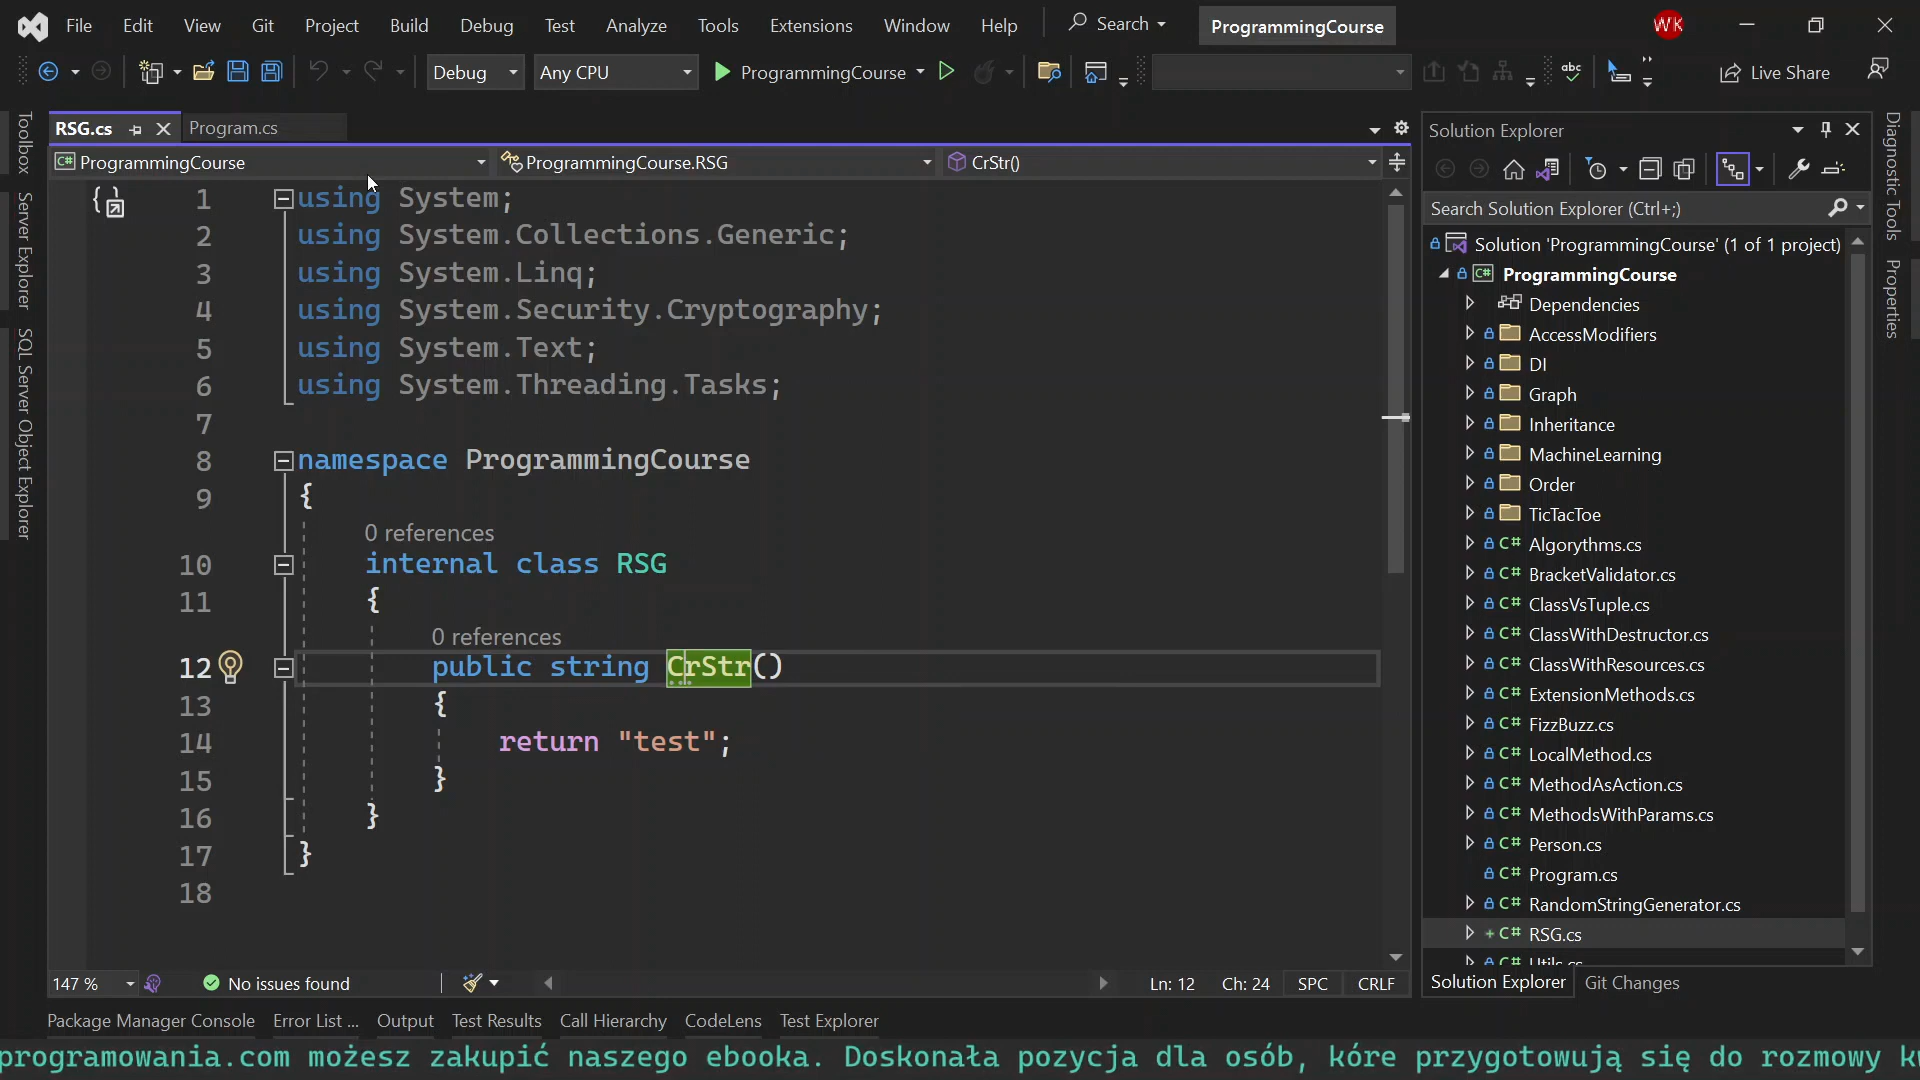 File Edit View Git Project Build Debug Test Analyze Tools Extensions Window Help Search ProgrammingCourse WK
Debug Any CPU ProgrammingCourse abc Live Share
RSG.cs Program.cs
ProgrammingCourse ProgrammingCourse.RSG CrStr()
Toolbox
Server Explorer
SQL Server Object Explorer
1 using System;
2 using System.Collections.Generic;
3 using System.Linq;
4 using System.Security.Cryptography;
5 using System.Text;
6 using System.Threading.Tasks;
7
8 namespace ProgrammingCourse
9 {
0 references
10 internal class RSG
11 {
0 references
12 public string CrStr()
13 {
14 return "test";
15 }
16 }
17 }
18
147 % No issues found Ln: 12 Ch: 24 SPC CRLF
Solution Explorer
Search Solution Explorer (Ctrl+;)
Solution 'ProgrammingCourse' (1 of 1 project)
C# ProgrammingCourse
Dependencies
AccessModifiers
DI
Graph
Inheritance
MachineLearning
Order
TicTacToe
C# Algorythms.cs
C# BracketValidator.cs
C# ClassVsTuple.cs
C# ClassWithDestructor.cs
C# ClassWithResources.cs
C# ExtensionMethods.cs
C# FizzBuzz.cs
C# LocalMethod.cs
C# MethodAsAction.cs
C# MethodsWithParams.cs
C# Person.cs
C# Program.cs
C# RandomStringGenerator.cs
+ C# RSG.cs
C# Utils.cs
Solution Explorer Git Changes
Diagnostic Tools
Properties
Package Manager Console Error List ... Output Test Results Call Hierarchy CodeLens Test Explorer
programowania.com możesz zakupić naszego ebooka. Doskonała pozycja dla osób, kóre przygotowują się do rozmowy